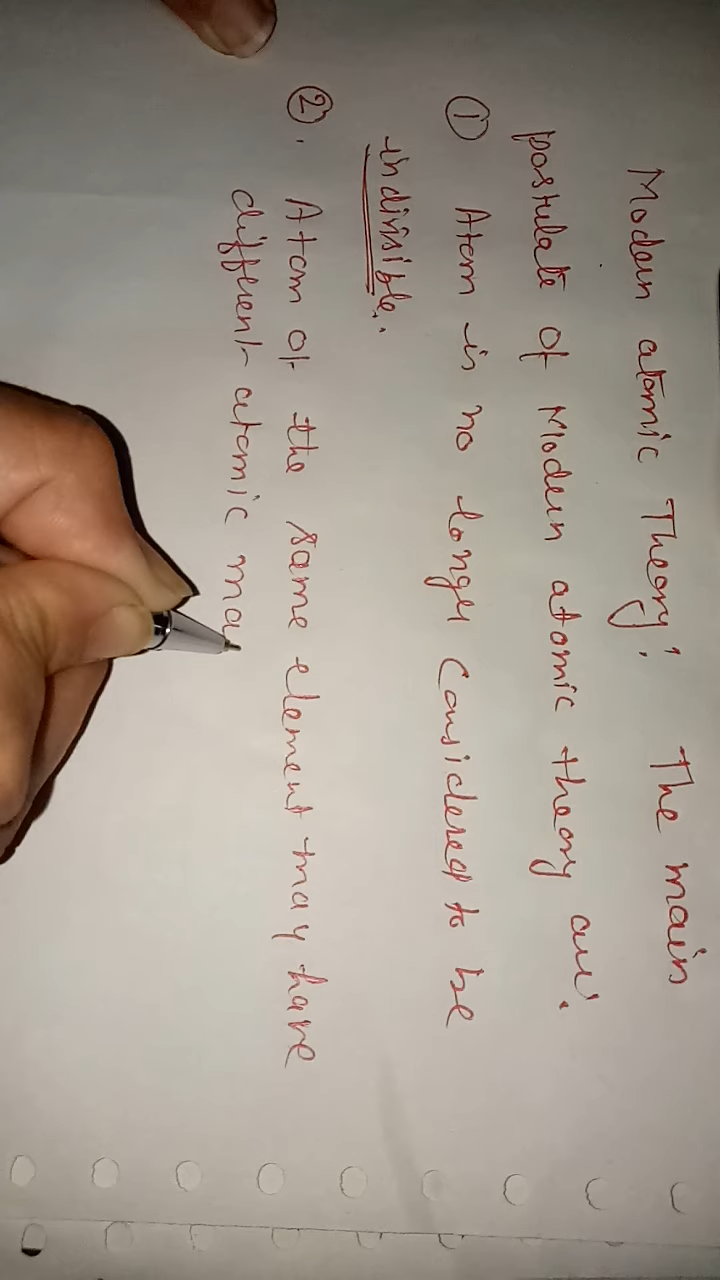 Modern atomic Theory: The main
postulate of Modern atomic theory are:
① Atom is no longer Considered to be
indivisible.
②. Atom of the same element may have
different atomic ma